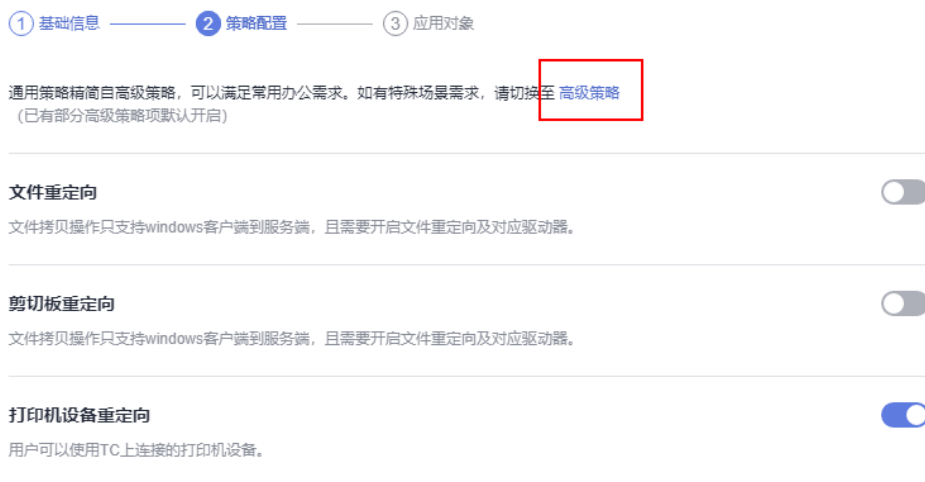 1 基础信息 2 策略配置 3 应用对象
通用策略精简自高级策略，可以满足常用办公需求。如有特殊场景需求，请切换至 高级策略
（已有部分高级策略项默认开启）
文件重定向
文件拷贝操作只支持windows客户端到服务端，且需要开启文件重定向及对应驱动器。
剪切板重定向
文件拷贝操作只支持windows客户端到服务端，且需要开启文件重定向及对应驱动器。
打印机设备重定向
用户可以使用TC上连接的打印机设备。